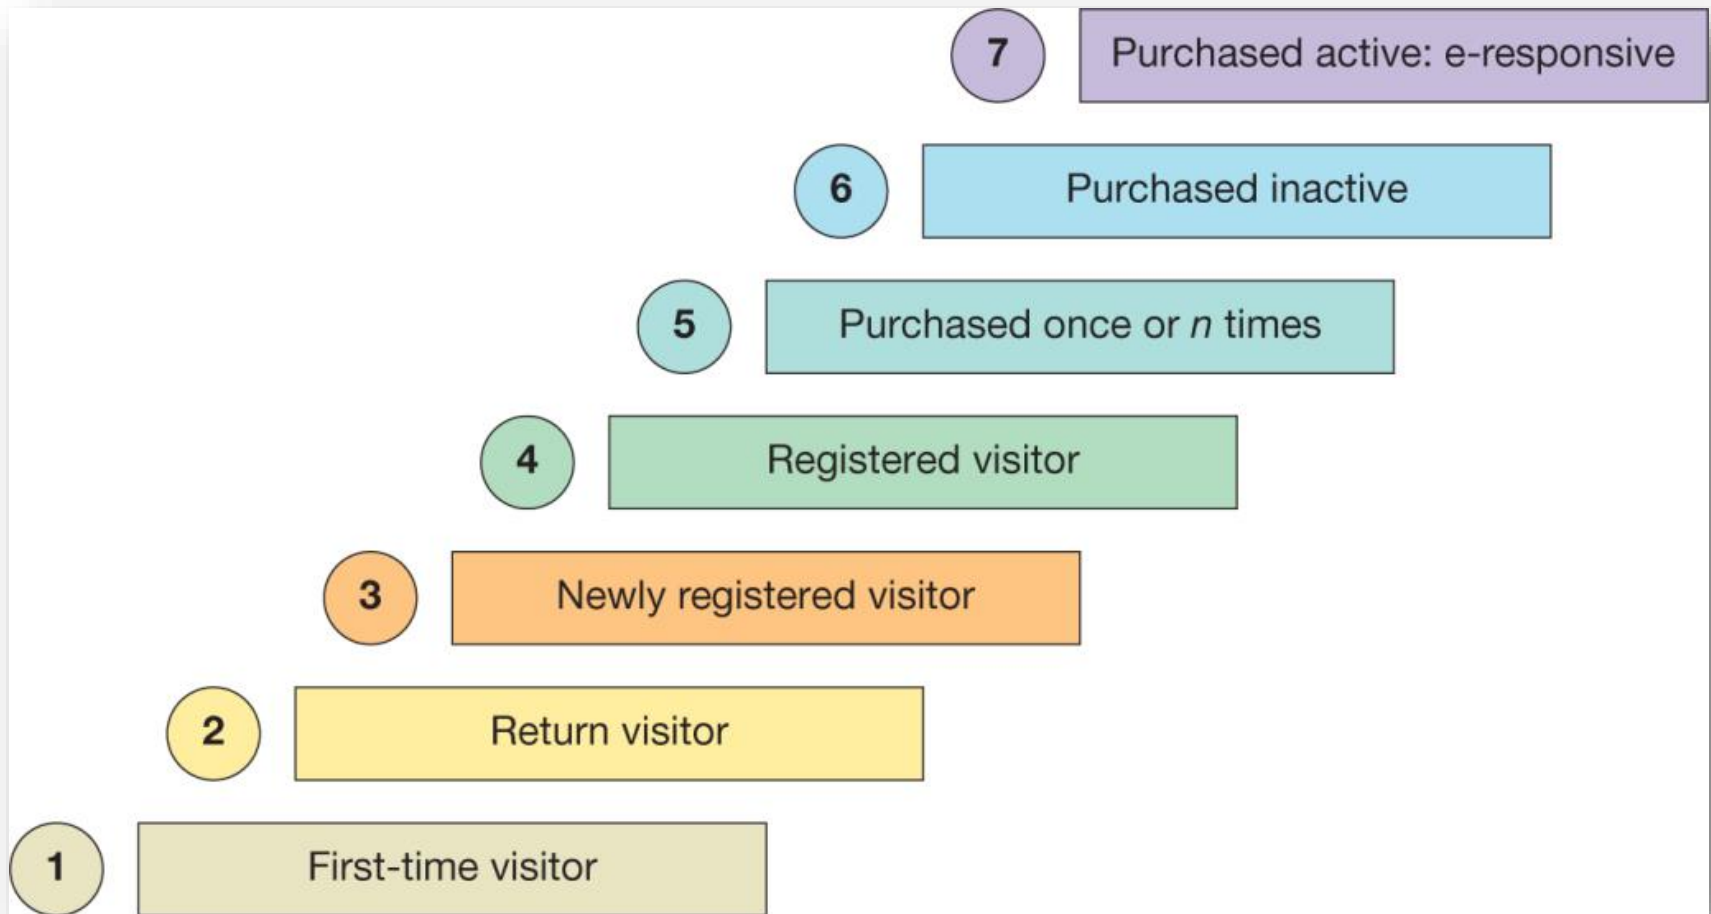 7 Purchased active: e-responsive
6 Purchased inactive
5 Purchased once or n times
4 Registered visitor
3 Newly registered visitor
2 Return visitor
1 First-time visitor